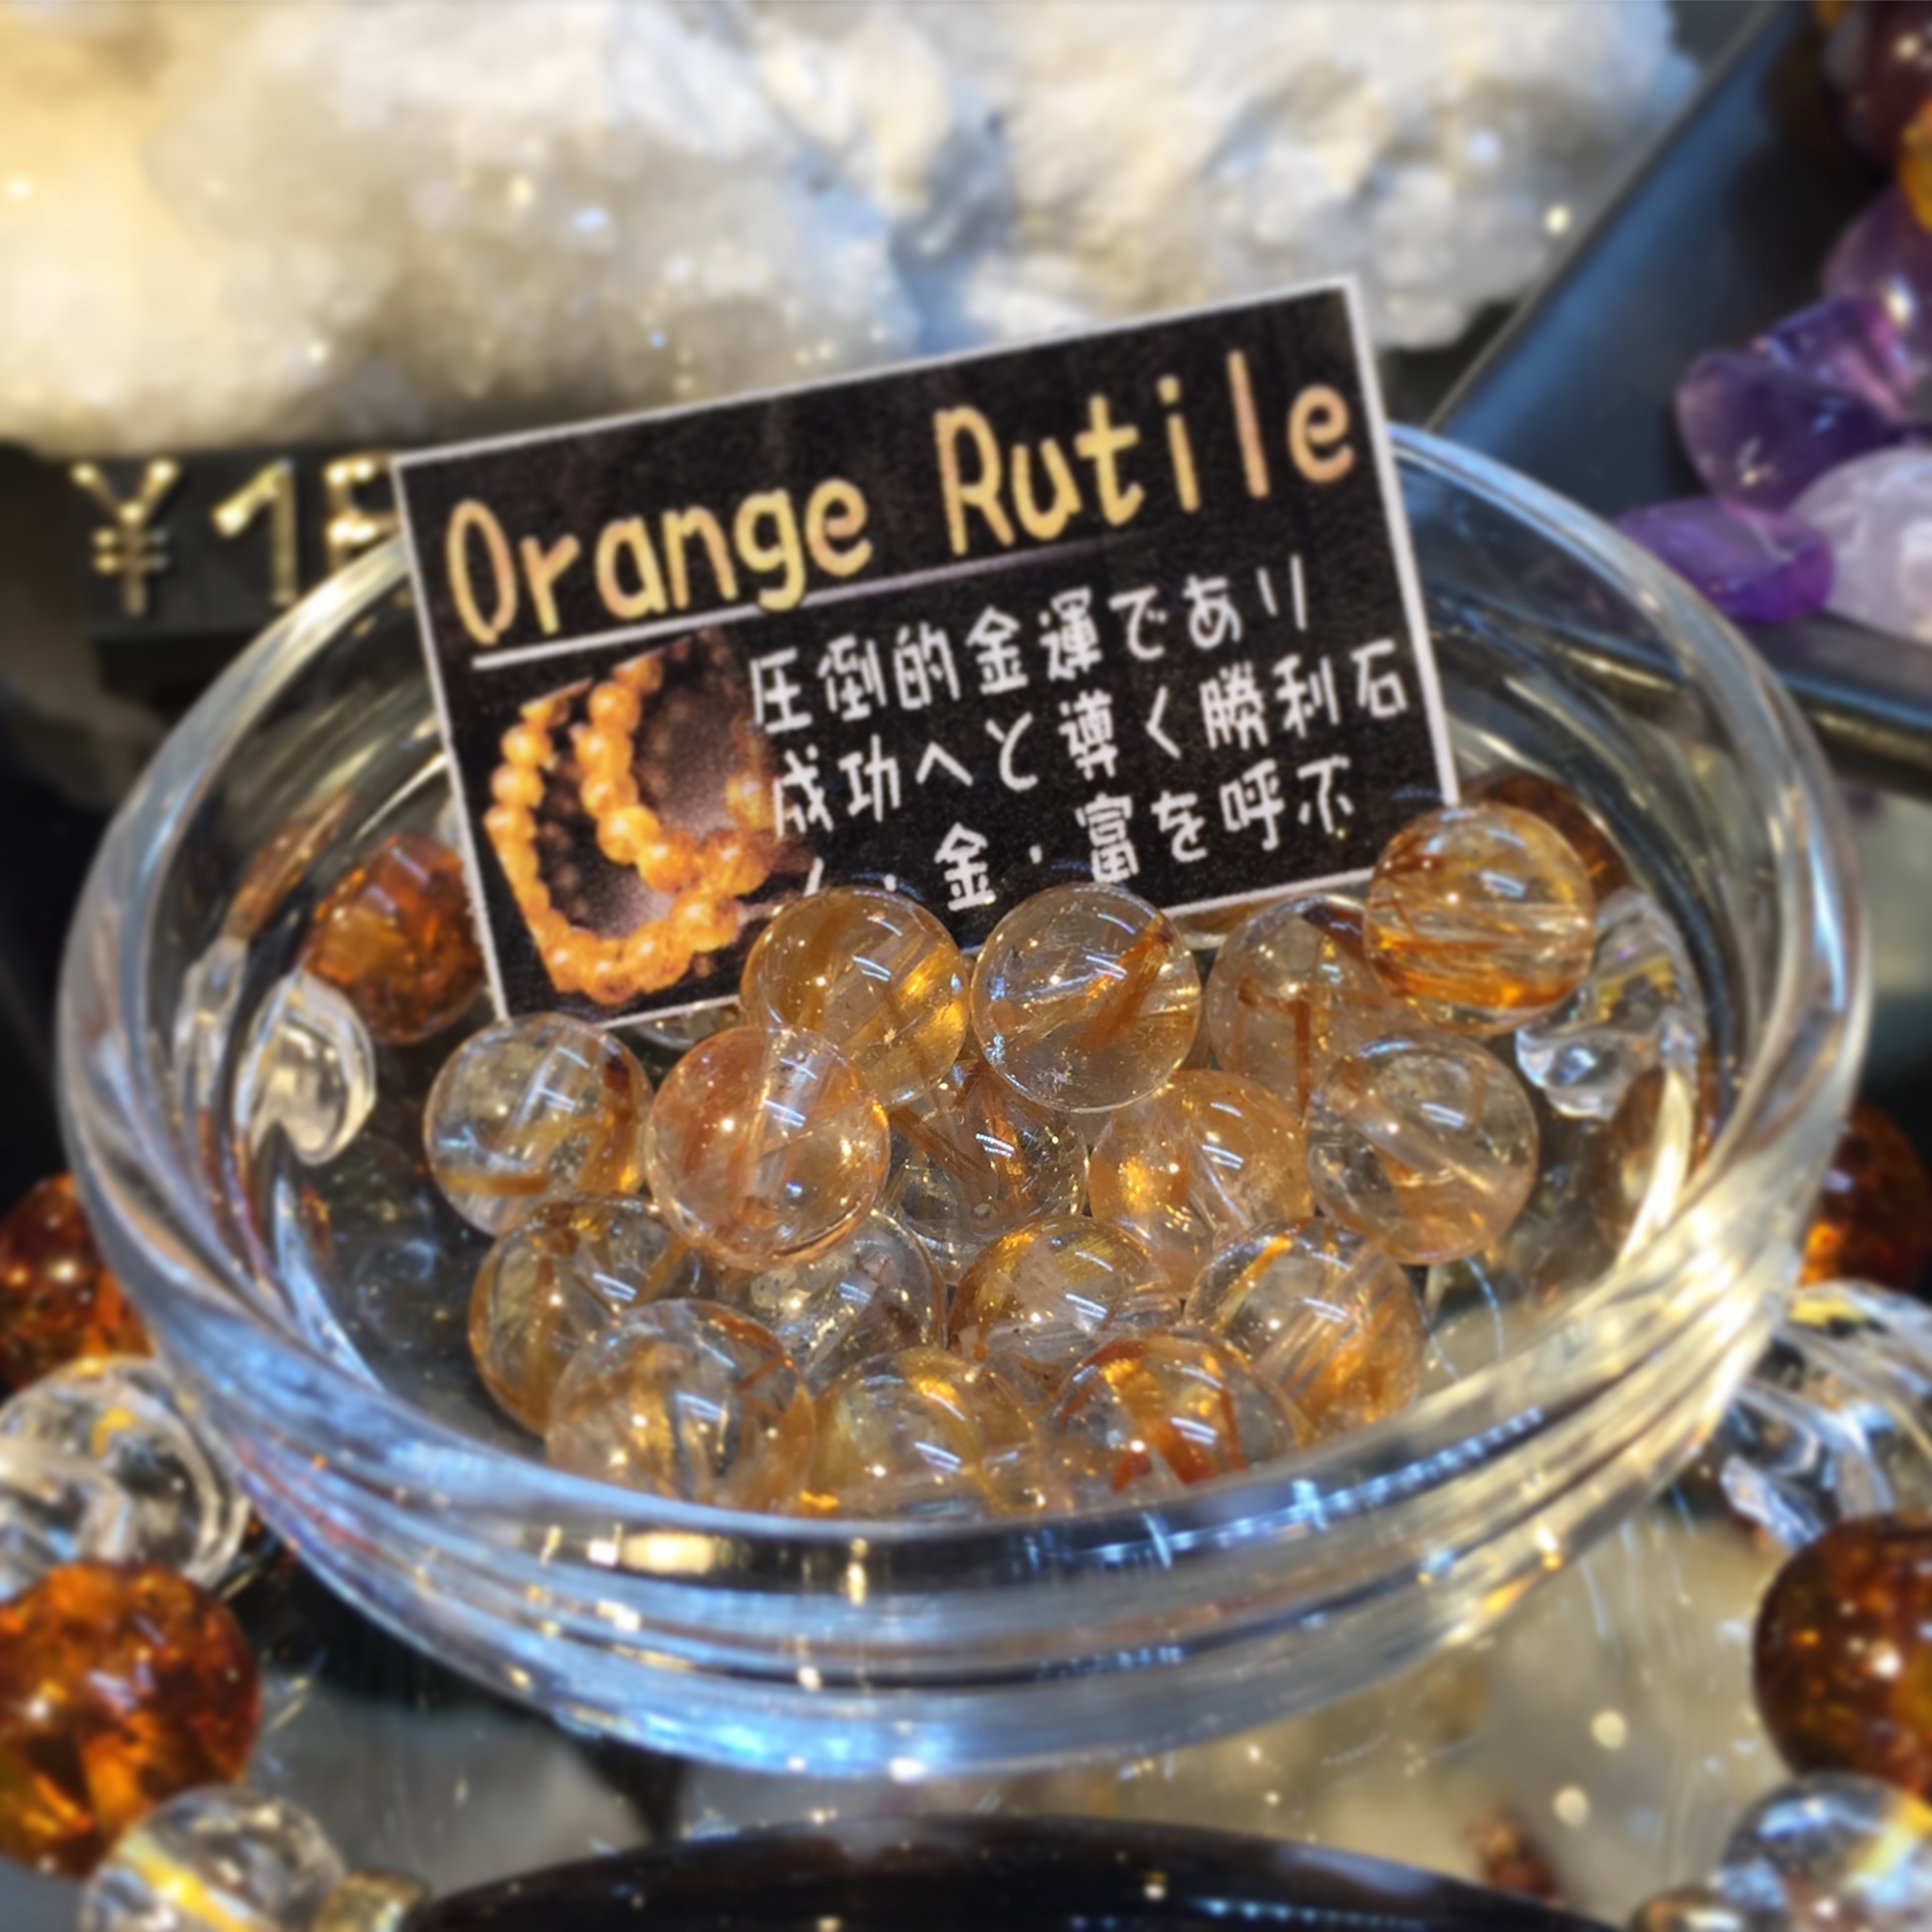 Orange Rutile
圧倒的金運であり
成功へと導く勝利石
人・金・富を呼ぶ
¥